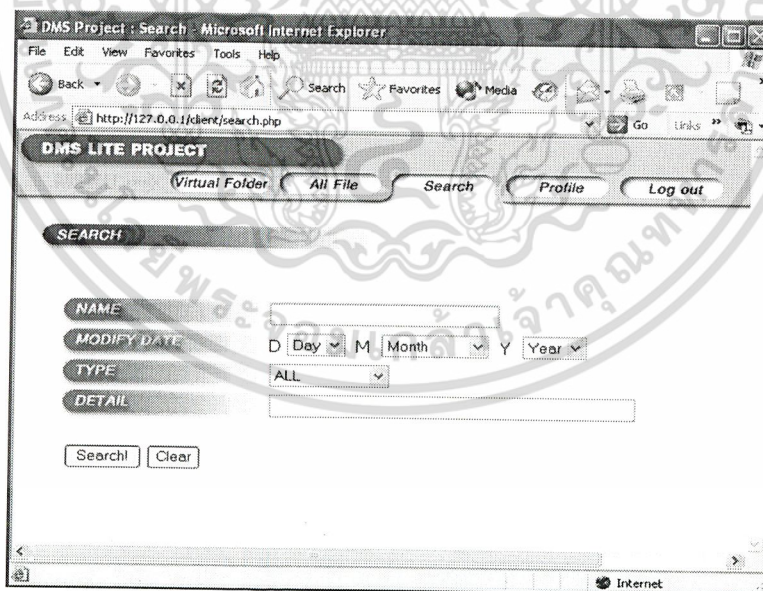 DMS Project : Search - Microsoft Internet Explorer
File Edit View Favorites Tools Help
Back Search Favorites Media
Address http://127.0.0.1/client/search.php Go Links
DMS LITE PROJECT
Virtual Folder All File Search Profile Log out
SEARCH
NAME
MODIFY DATE D Day M Month Y Year
TYPE ALL
DETAIL
Search! Clear
Internet